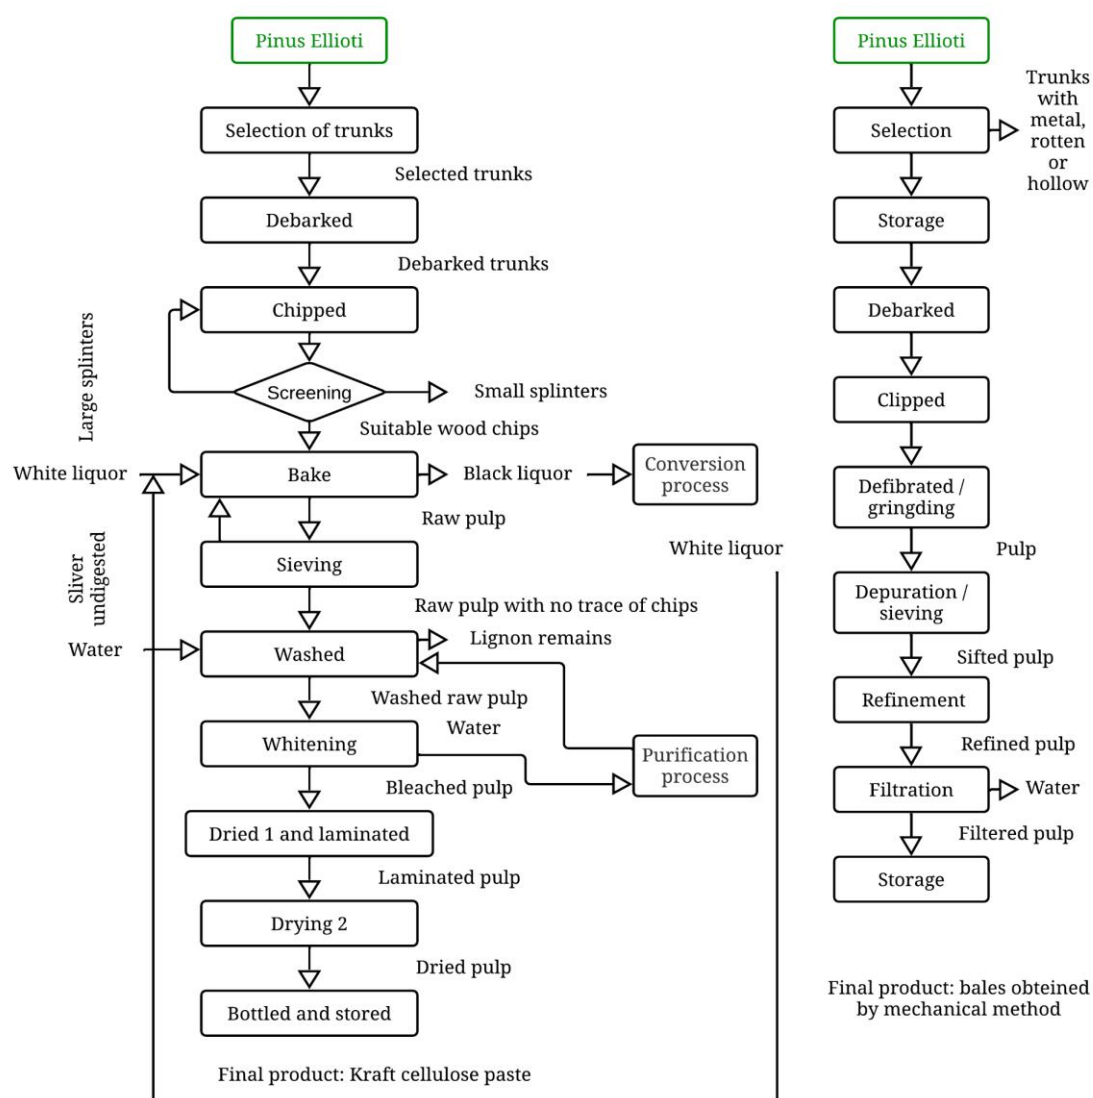 Pinus Ellioti
Selection of trunks
Selected trunks
Debarked
Debarked trunks
Chipped
Large splinters
Screening
Small splinters
Suitable wood chips
White liquor
Bake
Black liquor
Conversion
process
Raw pulp
White liquor
Sliver
undigested
Sieving
Raw pulp with no trace of chips
Water
Washed
Lignon remains
Washed raw pulp
Water
Whitening
Purification
process
Bleached pulp
Dried 1 and laminated
Laminated pulp
Drying 2
Dried pulp
Bottled and stored
Final product: Kraft cellulose paste
Pinus Ellioti
Selection
Trunks
with
metal,
rotten
or
hollow
Storage
Debarked
Clipped
Defibrated /
gringding
Pulp
Depuration /
sieving
Sifted pulp
Refinement
Refined pulp
Filtration
Water
Filtered pulp
Storage
Final product: bales obteined
by mechanical method